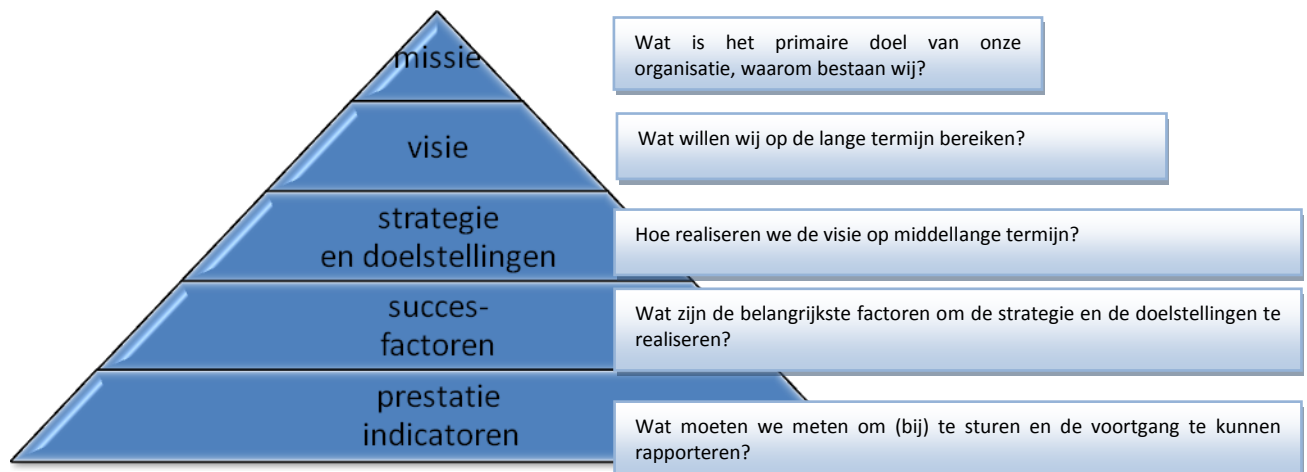 missie
Wat is het primaire doel van onze
organisatie, waarom bestaan wij?
visie
Wat willen wij op de lange termijn bereiken?
strategie
en doelstellingen
Hoe realiseren we de visie op middellange termijn?
succes-
factoren
Wat zijn de belangrijkste factoren om de strategie en de doelstellingen te
realiseren?
prestatie
indicatoren
Wat moeten we meten om (bij) te sturen en de voortgang te kunnen
rapporteren?